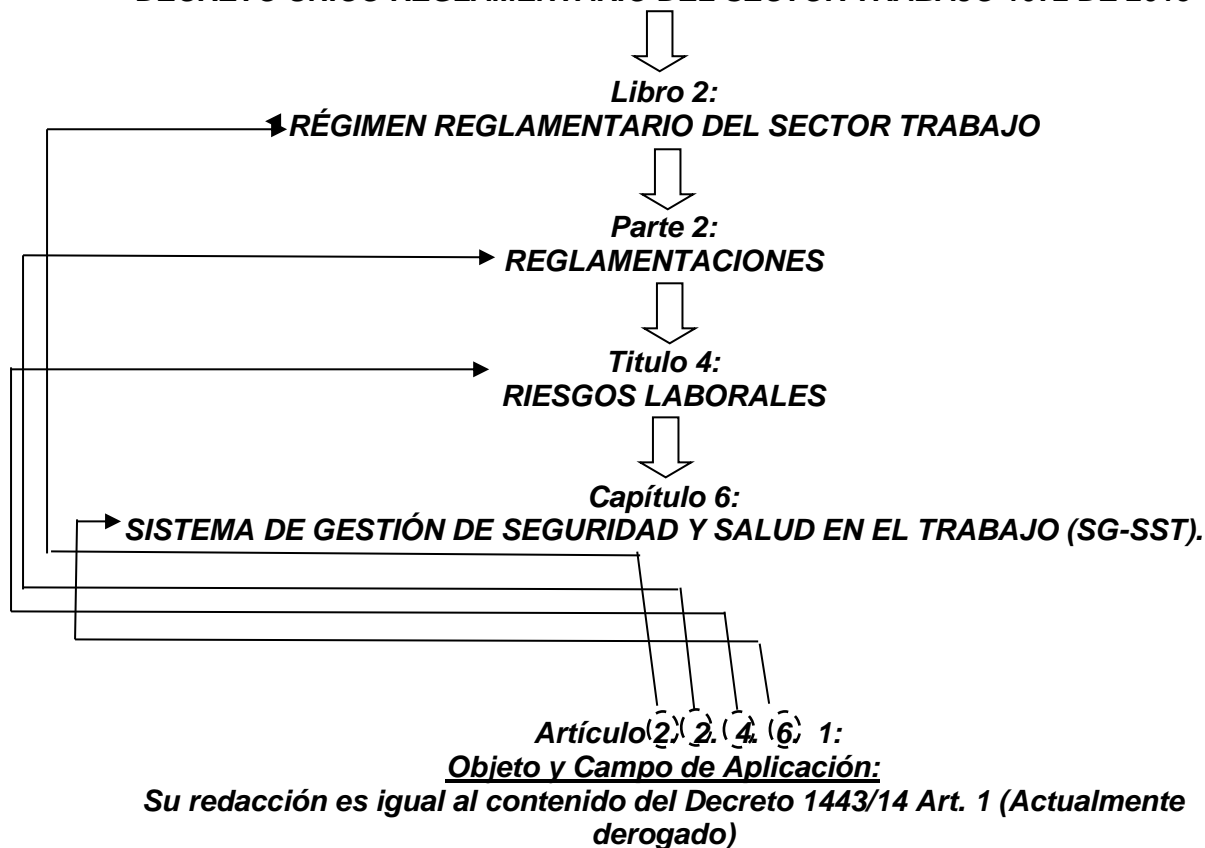 Libro 2:
RÉGIMEN REGLAMENTARIO DEL SECTOR TRABAJO
Parte 2:
REGLAMENTACIONES
Titulo 4:
RIESGOS LABORALES
Capítulo 6:
SISTEMA DE GESTIÓN DE SEGURIDAD Y SALUD EN EL TRABAJO (SG-SST).
Artículo 2. 2. 4. 6. 1:
Objeto y Campo de Aplicación:
Su redacción es igual al contenido del Decreto 1443/14 Art. 1 (Actualmente
derogado)